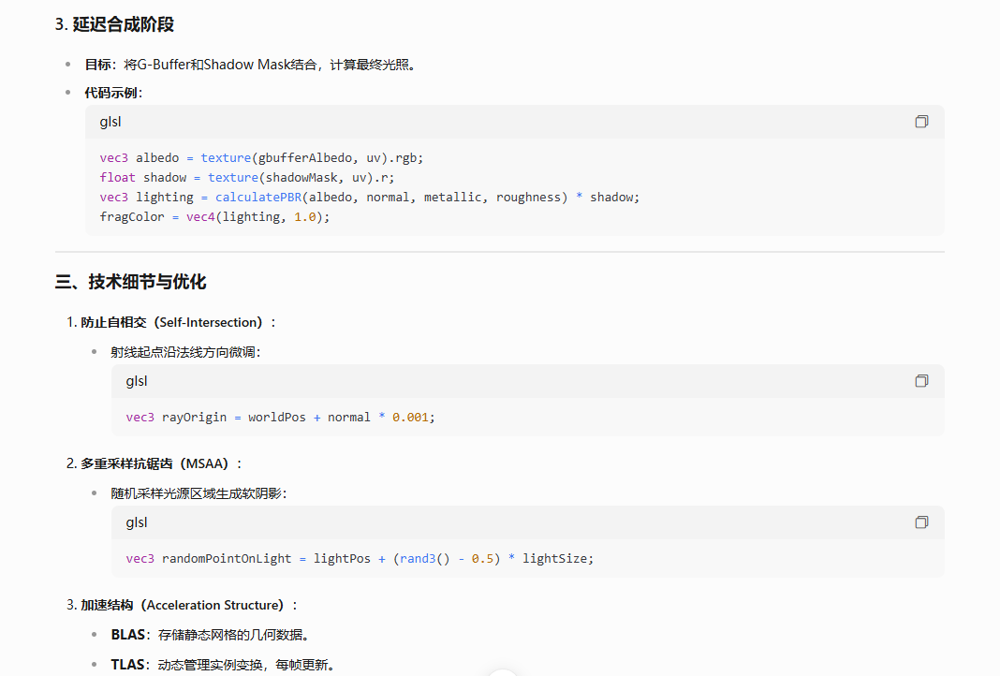 3. 延迟合成阶段
• 目标：将G-Buffer和Shadow Mask结合，计算最终光照。
• 代码示例：
glsl
vec3 albedo = texture(gbufferAlbedo, uv).rgb;
float shadow = texture(shadowMask, uv).r;
vec3 lighting = calculatePBR(albedo, normal, metallic, roughness) * shadow;
fragColor = vec4(lighting, 1.0);
三、技术细节与优化
1. 防止自相交（Self-Intersection）：
• 射线起点沿法线方向微调：
glsl
vec3 rayOrigin = worldPos + normal * 0.001;
2. 多重采样抗锯齿（MSAA）：
• 随机采样光源区域生成软阴影：
glsl
vec3 randomPointOnLight = lightPos + (rand3() - 0.5) * lightSize;
3. 加速结构（Acceleration Structure）：
• BLAS：存储静态网格的几何数据。
• TLAS：动态管理实例变换，每帧更新。